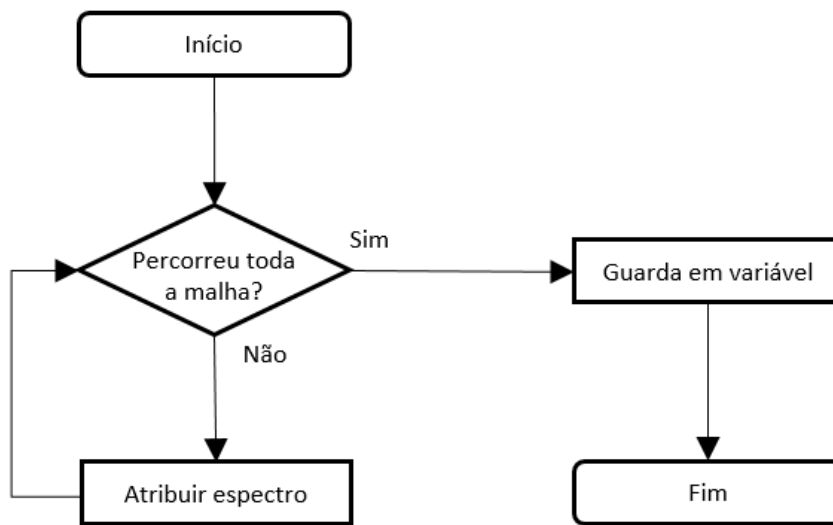 Início
Percorreu toda
a malha?
Sim
Guarda em variável
Não
Atribuir espectro
Fim